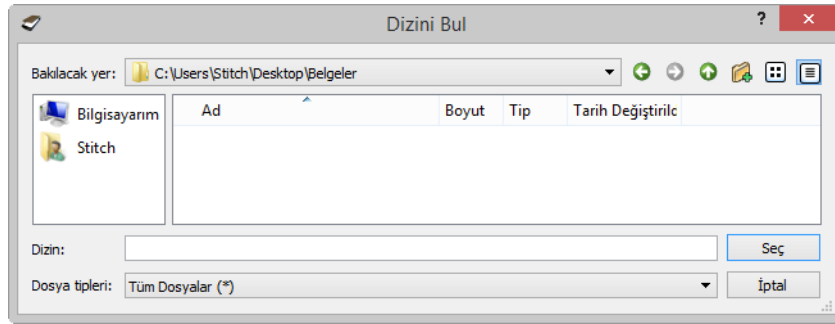 Dizini Bul
?
Bakılacak yer: C:\Users\Stitch\Desktop\Belgeler
Bilgisayarım
Stitch
Ad Boyut Tip Tarih Değiştirilc
Dizin: Seç
Dosya tipleri: Tüm Dosyalar (*) İptal